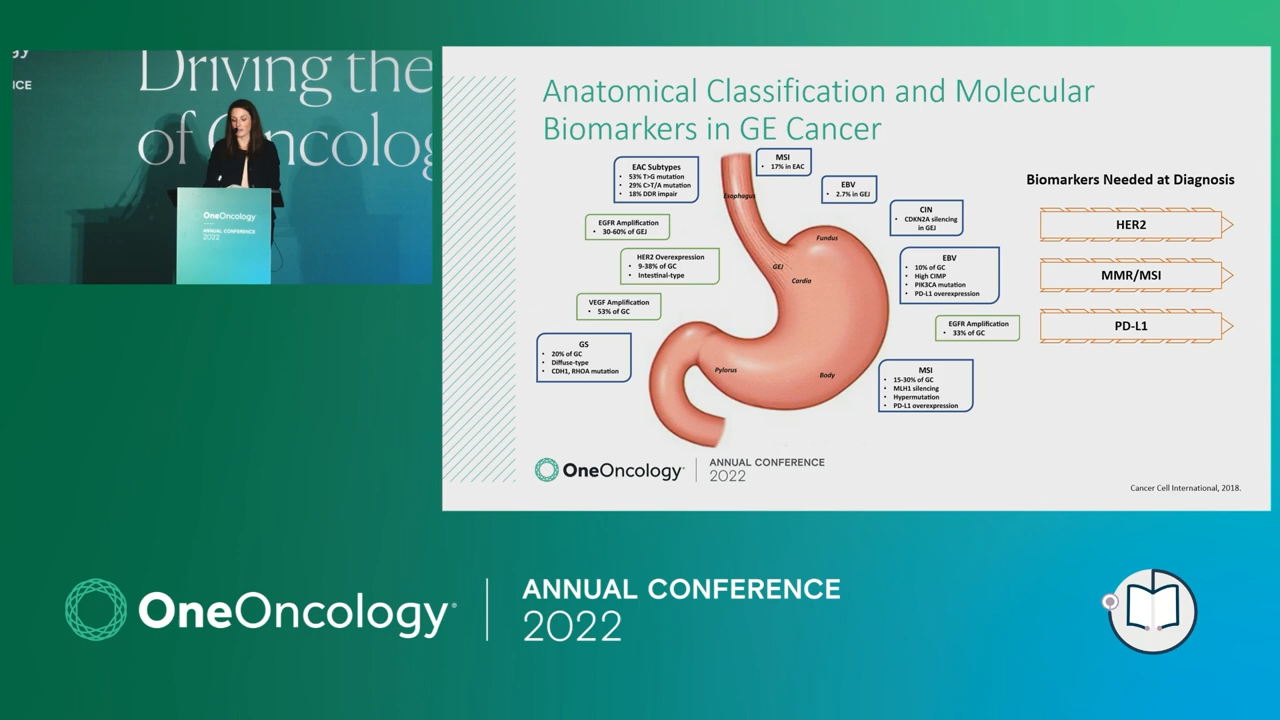 gy
ICE
Driving the
of Oncolog
OneOncology
ANNUAL CONFERENCE
2022
Anatomical Classification and Molecular
Biomarkers in GE Cancer
EAC Subtypes
• 53% T>G mutation
• 29% C>T/A mutation
• 18% DDR impair
MSI
• 17% in EAC
EBV
• 2.7% in GEJ
CIN
• CDKN2A silencing
in GEJ
EGFR Amplification
• 30-60% of GEJ
HER2 Overexpression
• 9-38% of GC
• Intestinal-type
EBV
• 10% of GC
• High CIMP
• PIK3CA mutation
• PD-L1 overexpression
VEGF Amplification
• 53% of GC
EGFR Amplification
• 33% of GC
GS
• 20% of GC
• Diffuse-type
• CDH1, RHOA mutation
MSI
• 15-30% of GC
• MLH1 silencing
• Hypermutation
• PD-L1 overexpression
Esophagus
Fundus
GEJ
Cardia
Pylorus
Body
Biomarkers Needed at Diagnosis
HER2
MMR/MSI
PD-L1
OneOncology
ANNUAL CONFERENCE
2022
Cancer Cell International, 2018.
OneOncology
ANNUAL CONFERENCE
2022